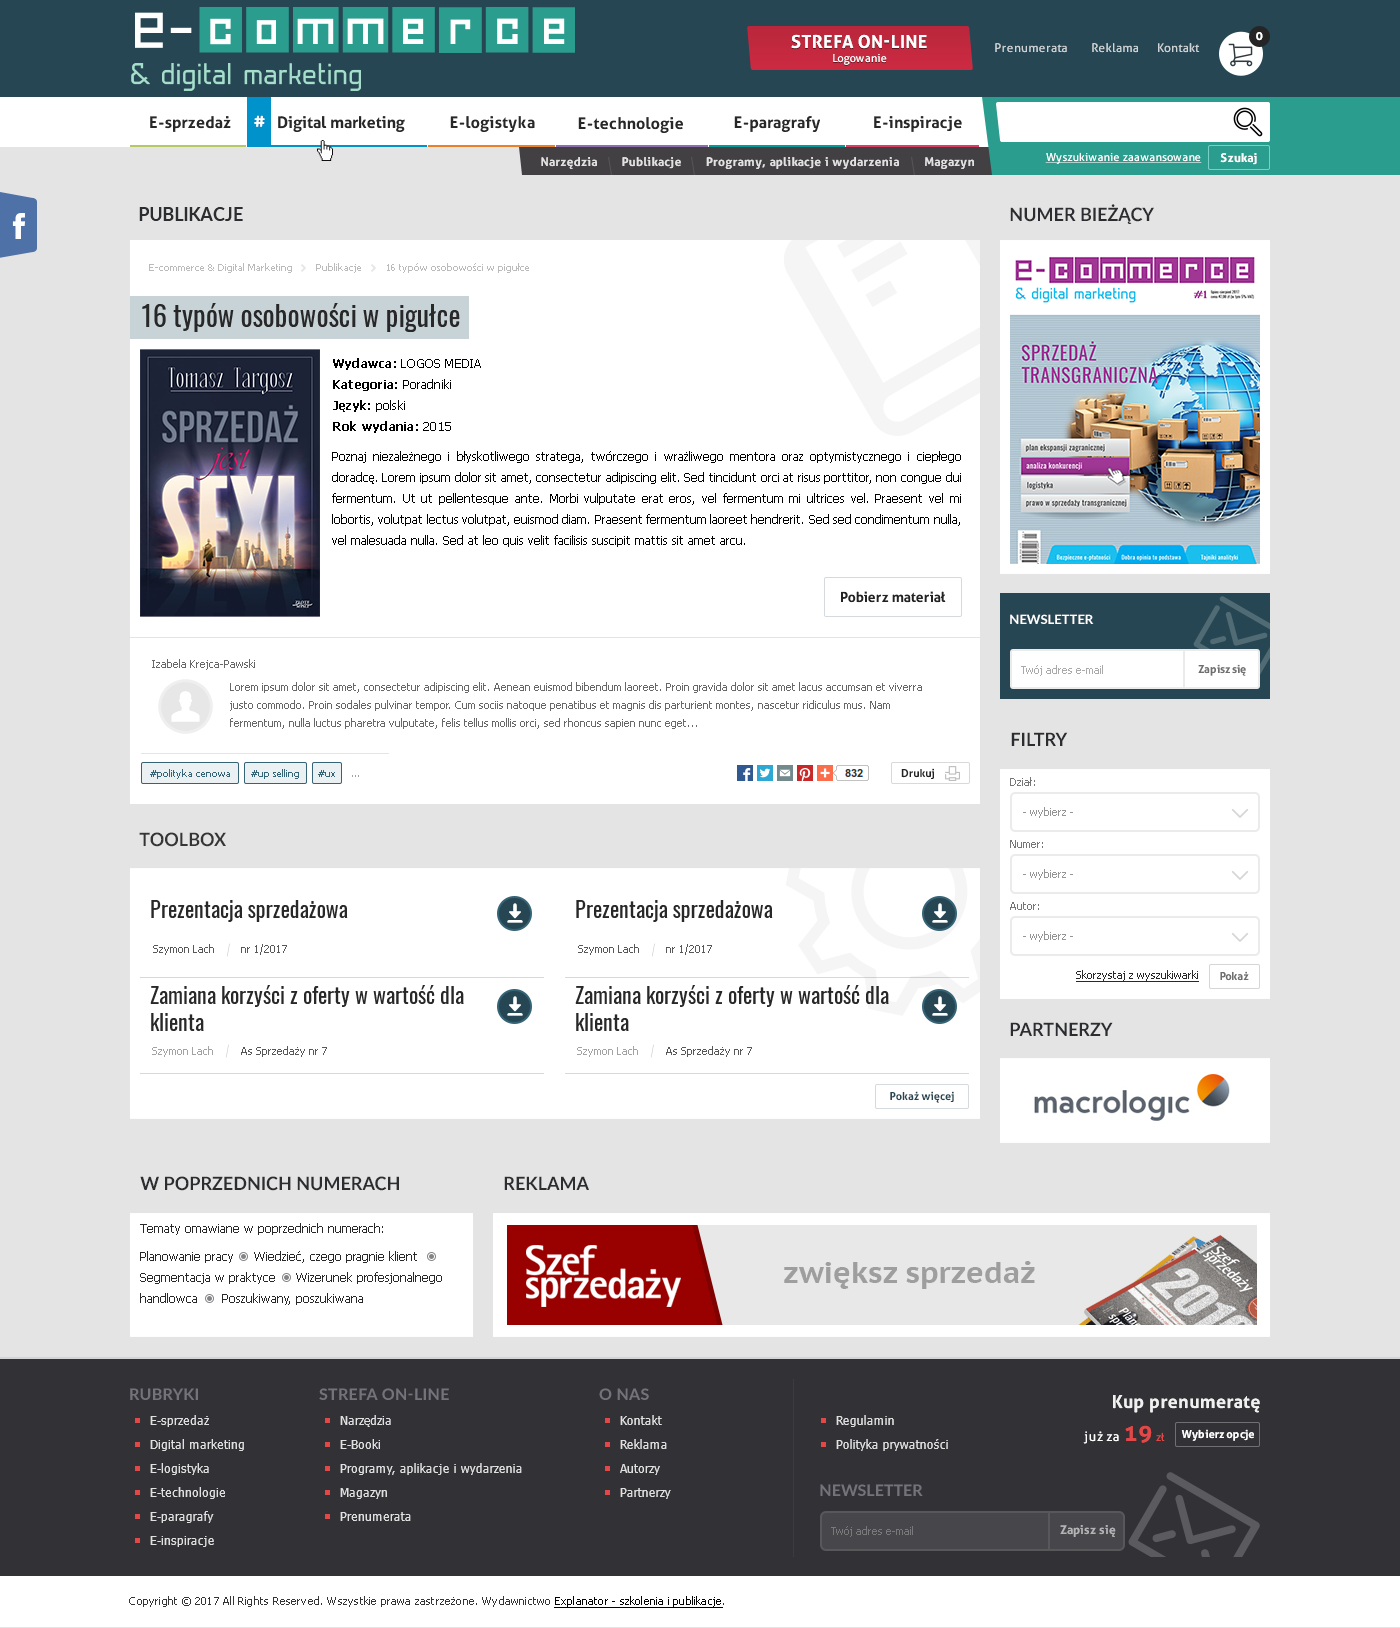 e-commerce
& digital marketing
STREFA ON-LINE
Logowanie
Prenumerata
Reklama
Kontakt
0
E-sprzedaż
# Digital marketing
E-logistyka
E-technologie
E-paragrafy
E-inspiracje
Narzędzia
Publikacje
Programy, aplikacje i wydarzenia
Magazyn
Wyszukiwanie zaawansowane
Szukaj
f
PUBLIKACJE
E-commerce & Digital Marketing > Publikacje > 16 typów osobowości w pigułce
16 typów osobowości w pigułce
Tomasz Targosz
SPRZEDAŻ
jest
SEXI
Wydawca: LOGOS MEDIA
Kategoria: Poradniki
Język: polski
Rok wydania: 2015
Poznaj niezależnego i błyskotliwego stratega, twórczego i wrażliwego mentora oraz optymistycznego i ciepłego
doradcę. Lorem ipsum dolor sit amet, consectetur adipiscing elit. Sed tincidunt orci at risus porttitor, non congue dui
fermentum. Ut ut pellentesque ante. Morbi vulputate erat eros, vel fermentum mi ultrices vel. Praesent vel mi
lobortis, volutpat lectus volutpat, euismod diam. Praesent fermentum laoreet hendrerit. Sed sed condimentum nulla,
vel malesuada nulla. Sed at leo quis velit facilisis suscipit mattis sit amet arcu.
Pobierz materiał
Izabela Krejca-Pawski
Lorem ipsum dolor sit amet, consectetur adipiscing elit. Aenean euismod bibendum laoreet. Proin gravida dolor sit amet lacus accumsan et viverra
justo commodo. Proin sodales pulvinar tempor. Cum sociis natoque penatibus et magnis dis parturient montes, nascetur ridiculus mus. Nam
fermentum, nulla luctus pharetra vulputate, felis tellus mollis orci, sed rhoncus sapien nunc eget...
#polityka cenowa
#up selling
#ux
...
832
Drukuj
TOOLBOX
Prezentacja sprzedażowa
Szymon Lach / nr 1/2017
Zamiana korzyści z oferty w wartość dla
klienta
Szymon Lach / As Sprzedaży nr 7
Prezentacja sprzedażowa
Szymon Lach / nr 1/2017
Zamiana korzyści z oferty w wartość dla
klienta
Szymon Lach / As Sprzedaży nr 7
Pokaż więcej
NUMER BIEŻĄCY
e-commerce
& digital marketing
#1
SPRZEDAŻ
TRANSGRANICZNA
plan ekspansji zagranicznej
analiza konkurencji
logistyka
prawo w sprzedaży transgranicznej
Bezpieczne e-płatności
Dobra opinia to podstawa
Tajniki analityki
NEWSLETTER
Twój adres e-mail
Zapisz się
FILTRY
Dział:
- wybierz -
Numer:
- wybierz -
Autor:
- wybierz -
Skorzystaj z wyszukiwarki
Pokaż
PARTNERZY
macrologic
W POPRZEDNICH NUMERACH
Tematy omawiane w poprzednich numerach:
Planowanie pracy Wiedzieć, czego pragnie klient
Segmentacja w praktyce Wizerunek profesjonalnego
handlowca Poszukiwany, poszukiwana
REKLAMA
Szef
sprzedaży
zwiększ sprzedaż
Szef
sprzedaży
RUBRYKI
E-sprzedaż
Digital marketing
E-logistyka
E-technologie
E-paragrafy
E-inspiracje
STREFA ON-LINE
Narzędzia
E-Booki
Programy, aplikacje i wydarzenia
Magazyn
Prenumerata
O NAS
Kontakt
Reklama
Autorzy
Partnerzy
Regulamin
Polityka prywatności
Kup prenumeratę
już za 19 zł
Wybierz opcje
NEWSLETTER
Twój adres e-mail
Zapisz się
Copyright © 2017 All Rights Reserved. Wszystkie prawa zastrzeżone. Wydawnictwo Explanator - szkolenia i publikacje.